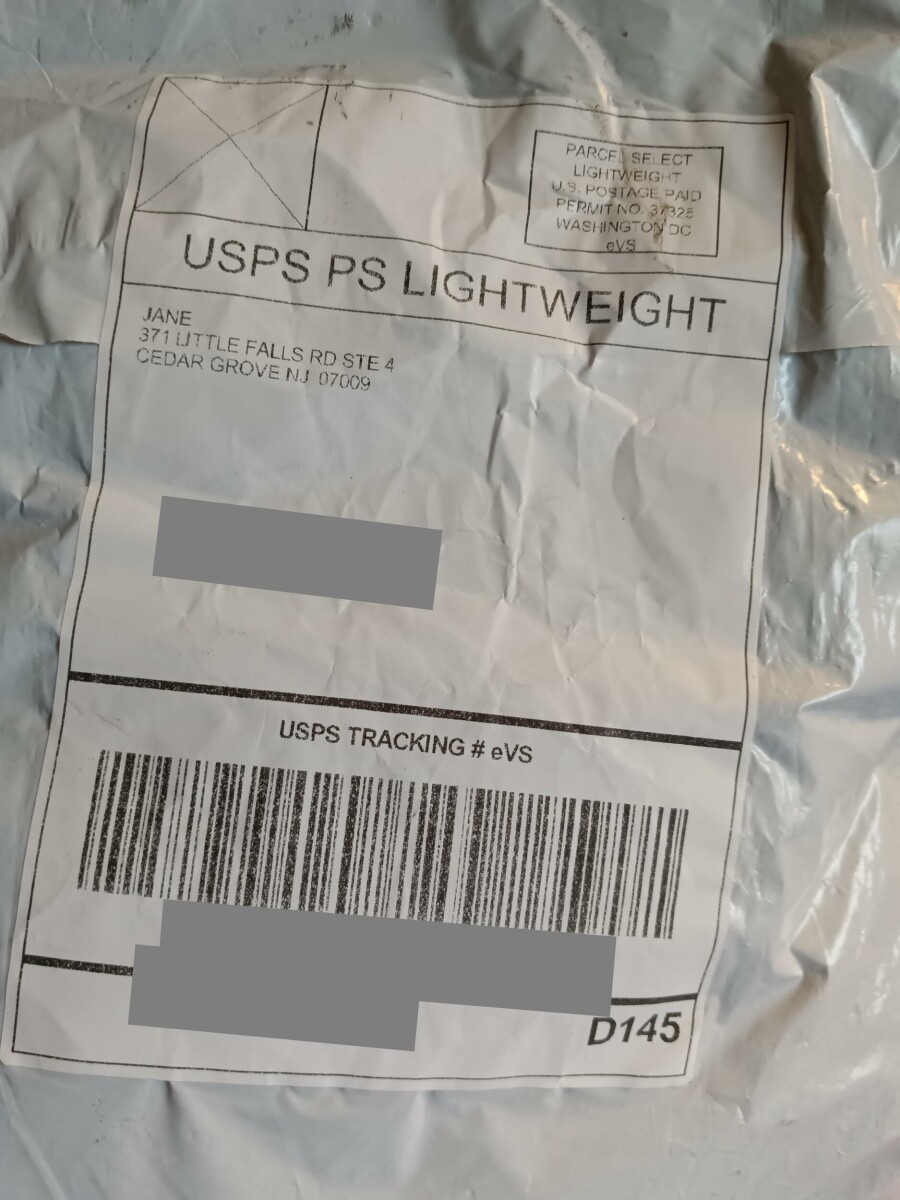 PARCEL SELECT
LIGHTWEIGHT
U.S. POSTAGE PAID
PERMIT NO. 37325
WASHINGTON DC
eVS
USPS PS LIGHTWEIGHT
JANE
371 LITTLE FALLS RD STE 4
CEDAR GROVE NJ 07009
USPS TRACKING # eVS
D145